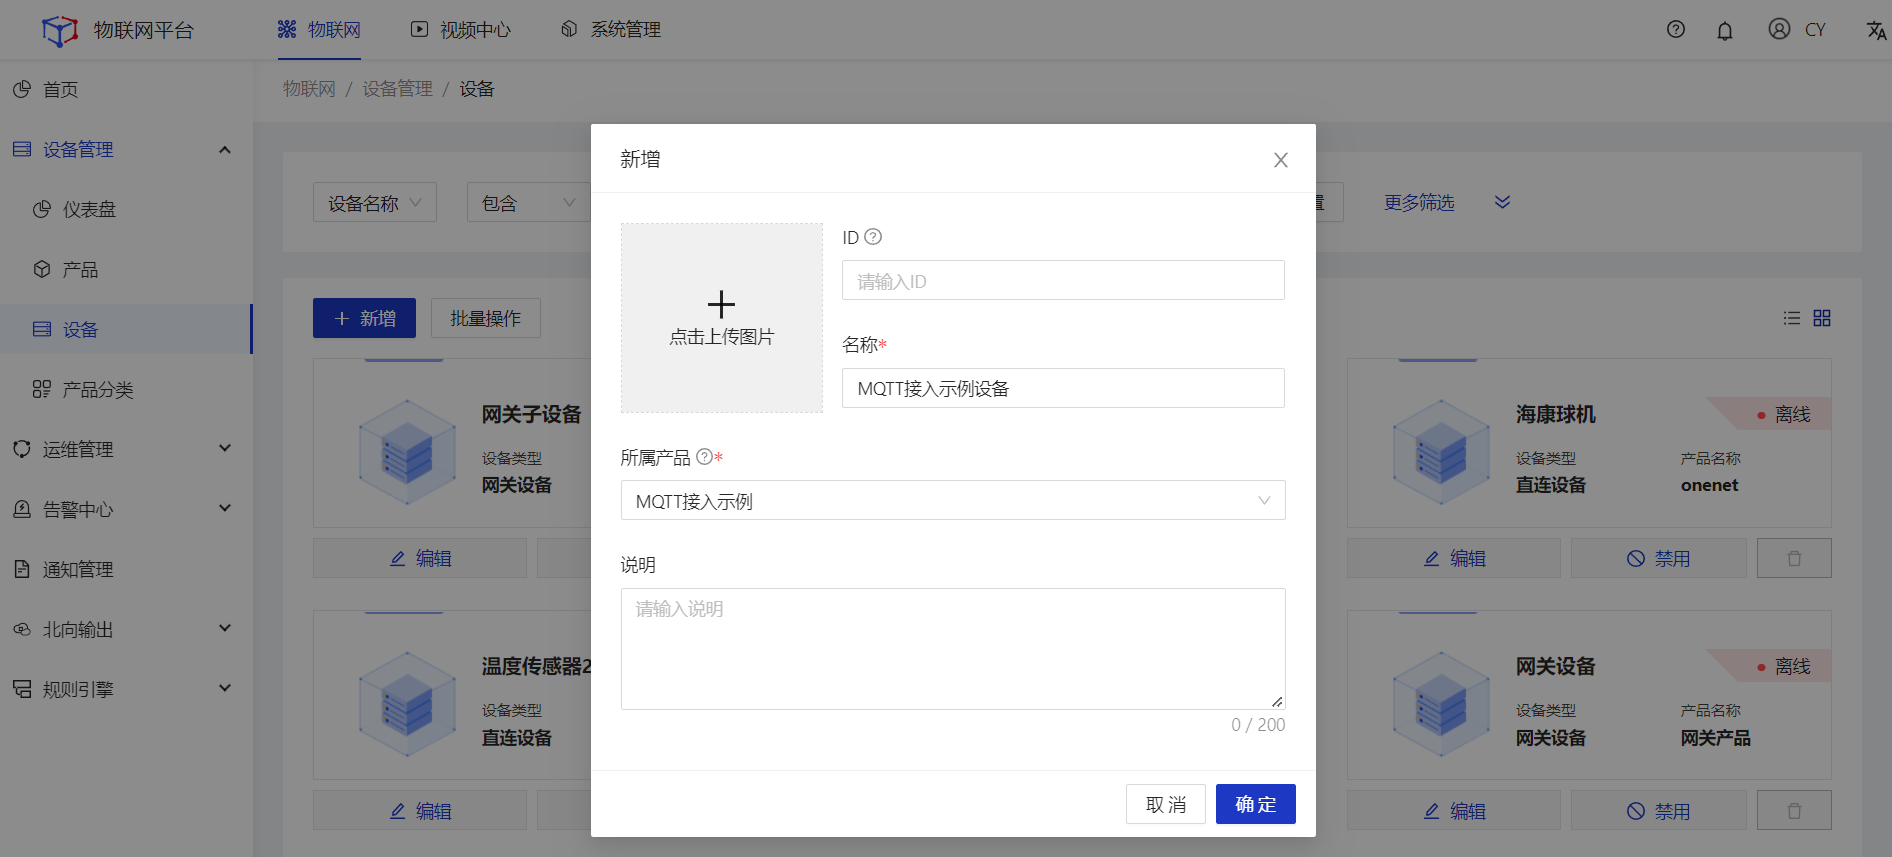 物联网平台
物联网
视频中心
系统管理
CY
首页
设备管理
仪表盘
产品
设备
产品分类
运维管理
告警中心
通知管理
北向输出
规则引擎
物联网 / 设备管理 / 设备
设备名称
包含
置
更多筛选
新增
批量操作
网关子设备
设备类型
网关设备
编辑
温度传感器2
设备类型
直连设备
编辑
海康球机
离线
设备类型
产品名称
直连设备
onenet
编辑
禁用
网关设备
离线
设备类型
产品名称
网关设备
网关产品
编辑
禁用
新增
点击上传图片
ID
请输入ID
名称*
MQTT接入示例设备
所属产品 *
MQTT接入示例
说明
请输入说明
0 / 200
取 消
确 定